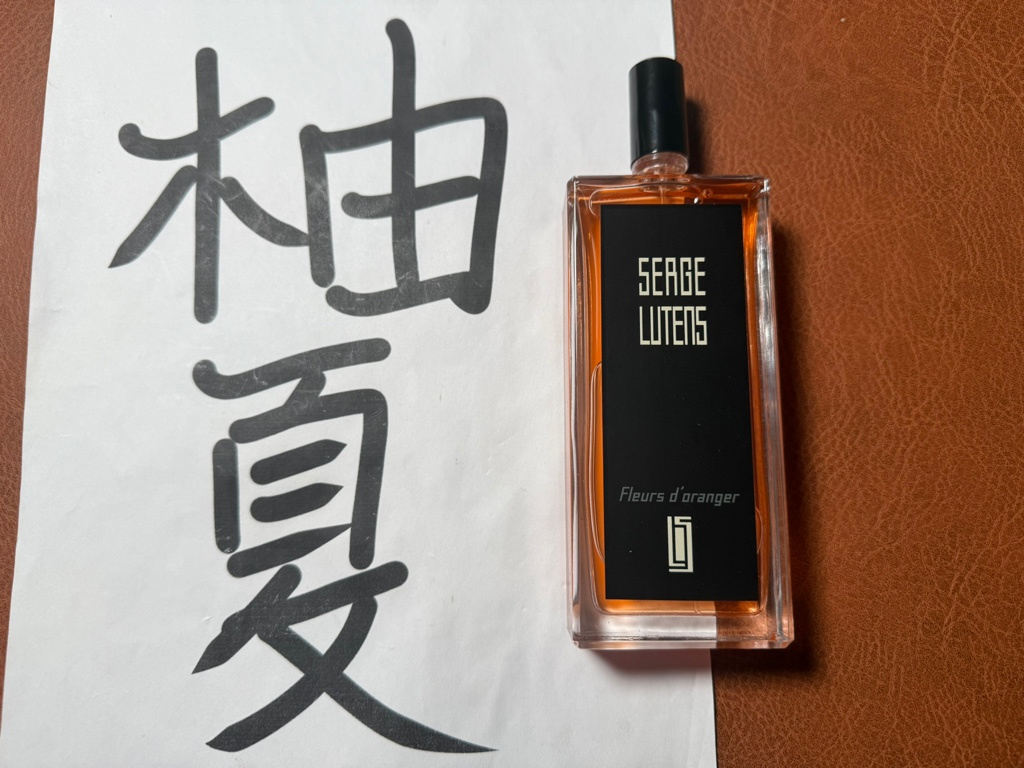 柚
夏
SERGE
LUTENS
Fleurs d'oranger